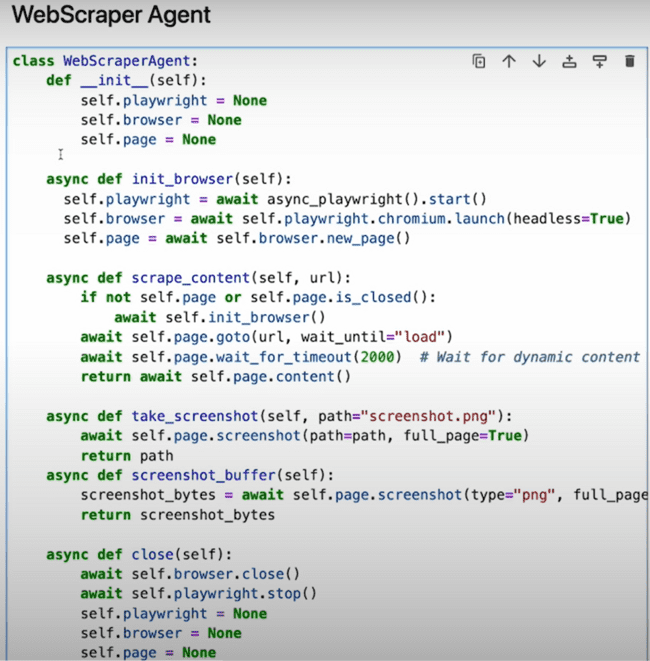 WebScraper Agent
class WebScraperAgent:
    def __init__(self):
        self.playwright = None
        self.browser = None
        self.page = None

    async def init_browser(self):
      self.playwright = await async_playwright().start()
      self.browser = await self.playwright.chromium.launch(headless=True)
      self.page = await self.browser.new_page()

    async def scrape_content(self, url):
        if not self.page or self.page.is_closed():
            await self.init_browser()
        await self.page.goto(url, wait_until="load")
        await self.page.wait_for_timeout(2000)  # Wait for dynamic content
        return await self.page.content()

    async def take_screenshot(self, path="screenshot.png"):
        await self.page.screenshot(path=path, full_page=True)
        return path
    async def screenshot_buffer(self):
        screenshot_bytes = await self.page.screenshot(type="png", full_page
        return screenshot_bytes

    async def close(self):
        await self.browser.close()
        await self.playwright.stop()
        self.playwright = None
        self.browser = None
        self.page = None